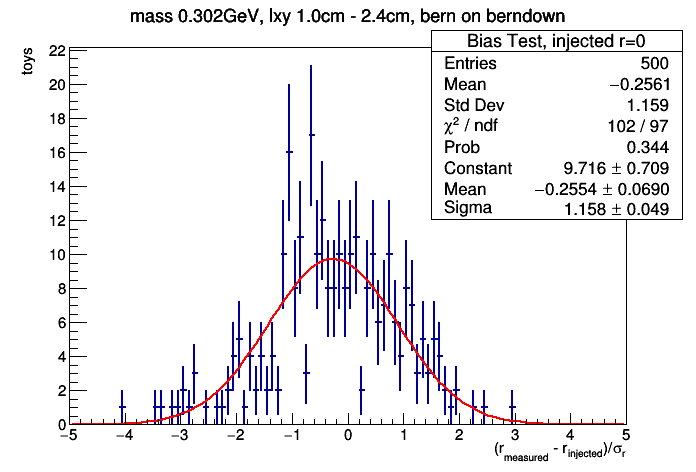 mass 0.302GeV, lxy 1.0cm - 2.4cm, bern on berndown
Bias Test, injected r=0
Entries 500
Mean −0.2561
Std Dev 1.159
χ² / ndf 102 / 97
Prob 0.344
Constant 9.716 ± 0.709
Mean −0.2554 ± 0.0690
Sigma 1.158 ± 0.049
toys
22
20
18
16
14
12
10
8
6
4
2
0
−5 −4 −3 −2 −1 0 1 2 3 4 5
(r_measured - r_injected)/σ_r